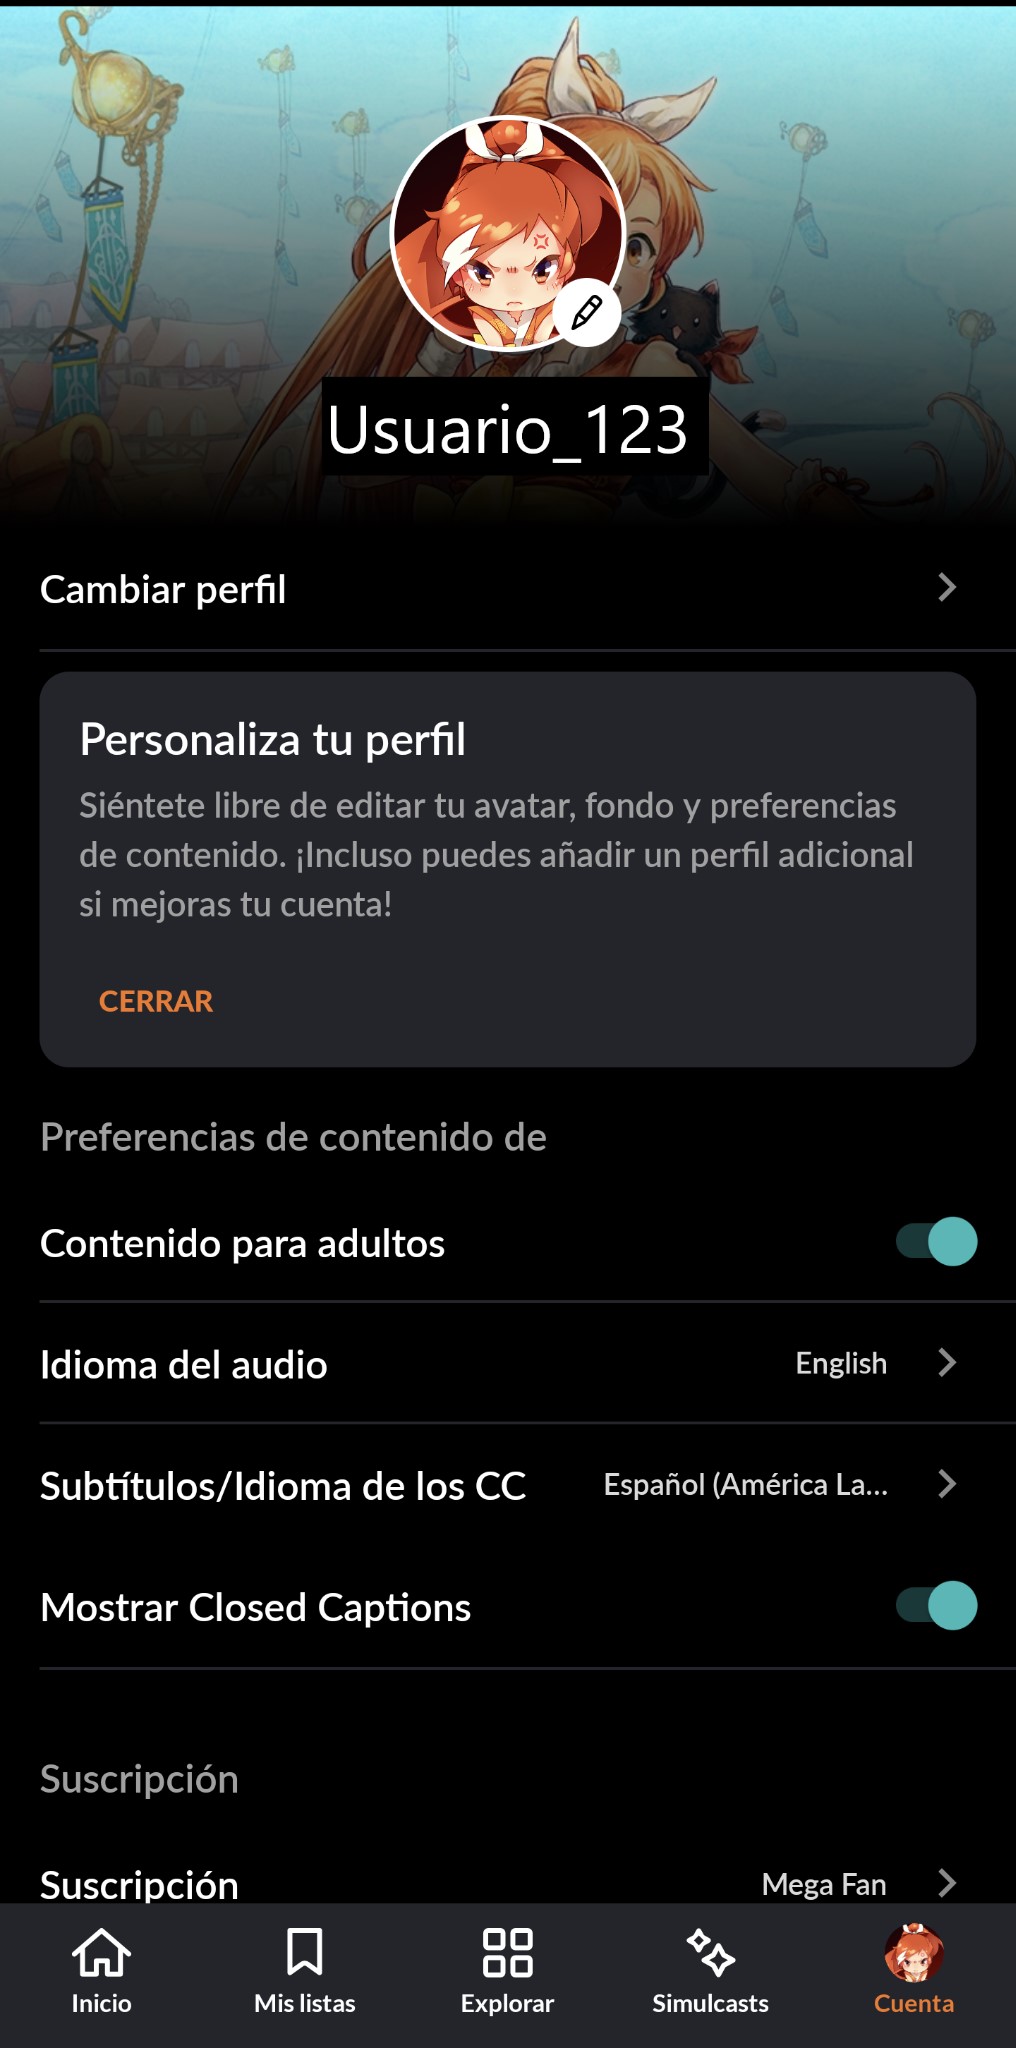 Usuario_123
Cambiar perfil
Personaliza tu perfil
Siéntete libre de editar tu avatar, fondo y preferencias
de contenido. ¡Incluso puedes añadir un perfil adicional
si mejoras tu cuenta!
CERRAR
Preferencias de contenido de
Contenido para adultos
Idioma del audio English
Subtítulos/Idioma de los CC Español (América La...
Mostrar Closed Captions
Suscripción
Suscripción Mega Fan
Inicio Mis listas Explorar Simulcasts Cuenta